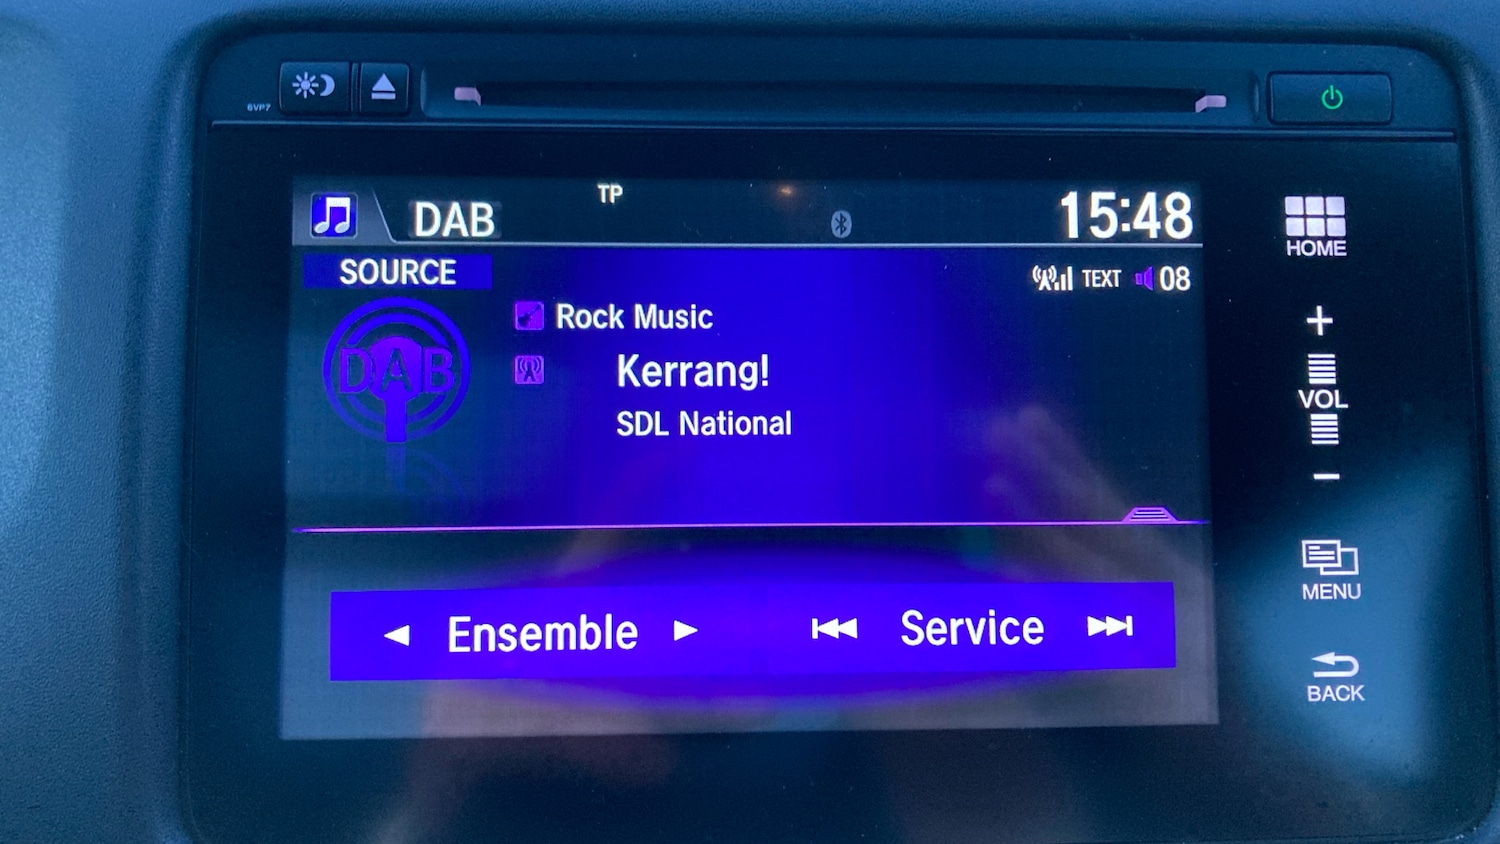 6VP7
DAB
TP
15:48
HOME
SOURCE
TEXT
08
Rock Music
DAB
Kerrang!
SDL National
+
VOL
−
Ensemble
Service
MENU
BACK